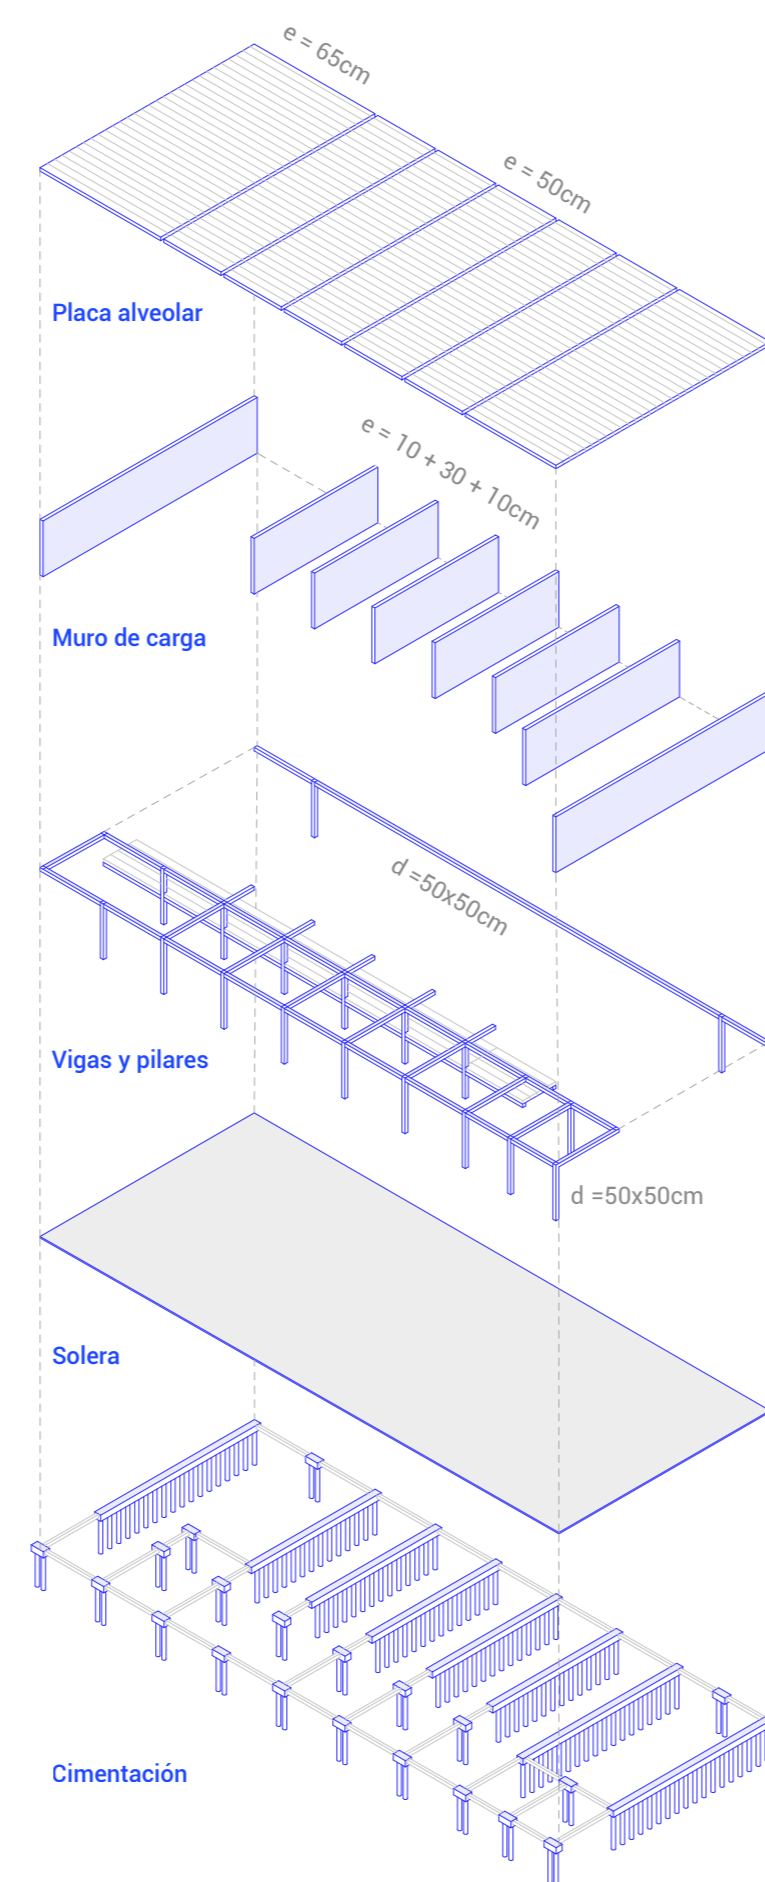 e = 65cm
e = 50cm
Placa alveolar
e = 10 + 30 + 10cm
Muro de carga
d =50x50cm
Vigas y pilares
d =50x50cm
Solera
Cimentación